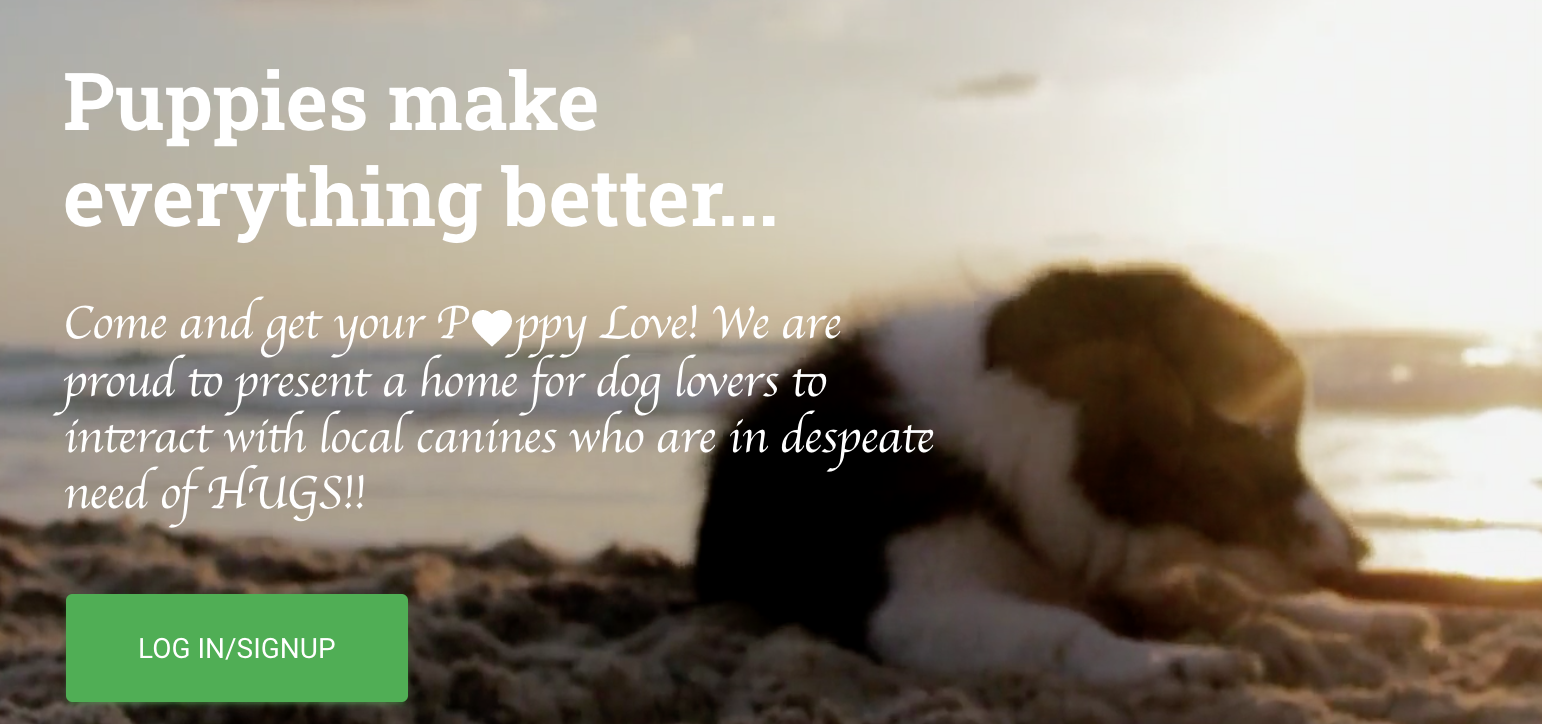 Puppies make
everything better...
Come and get your P♥ppy Love! We are
proud to present a home for dog lovers to
interact with local canines who are in despeate
need of HUGS!!
LOG IN/SIGNUP